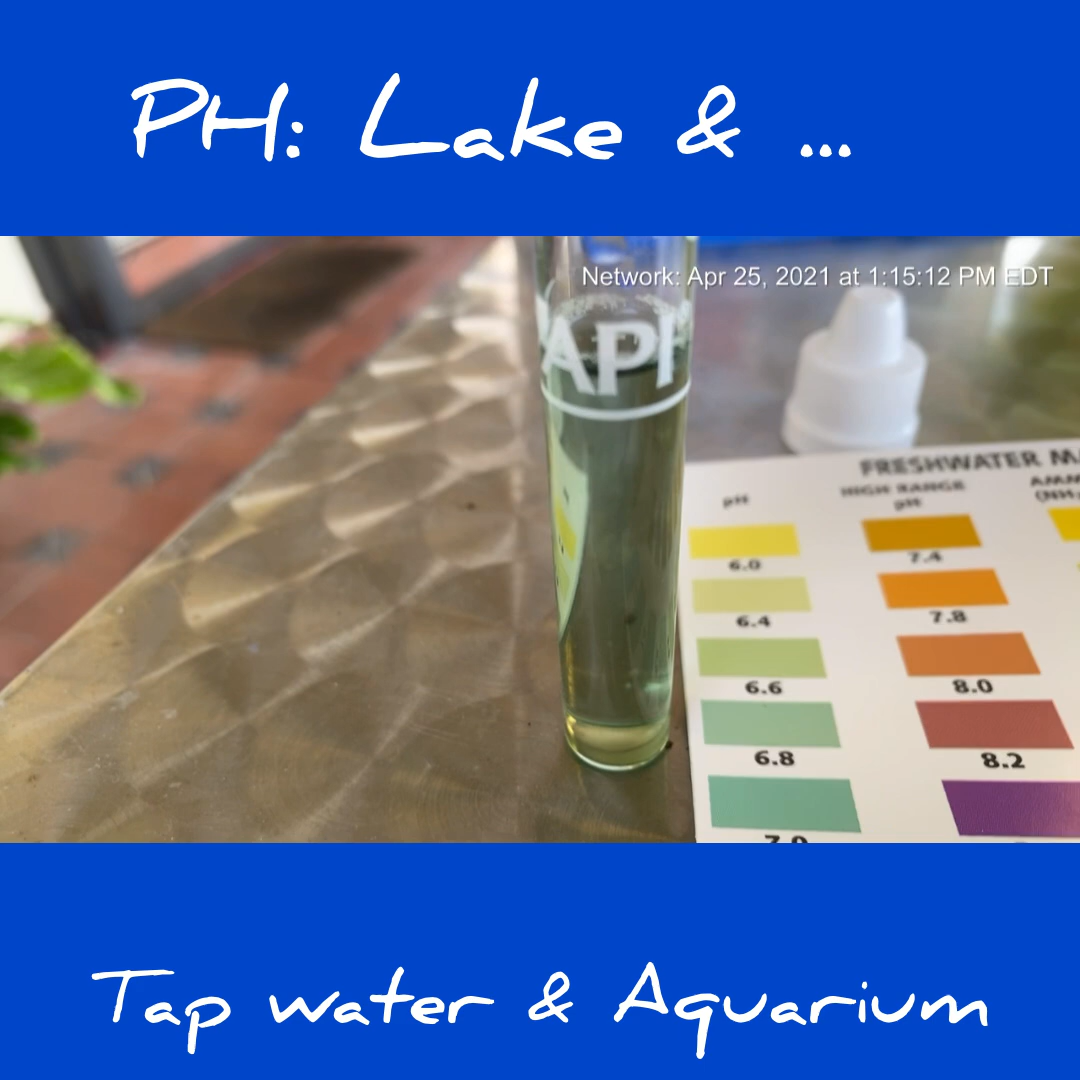 PH: Lake & ...
Network: Apr 25, 2021 at 1:15:12 PM EDT
API
FRESHWATER
pH
HIGH RANGE
pH
6.0
7.4
6.4
7.8
6.6
8.0
6.8
8.2
Tap water & Aquarium